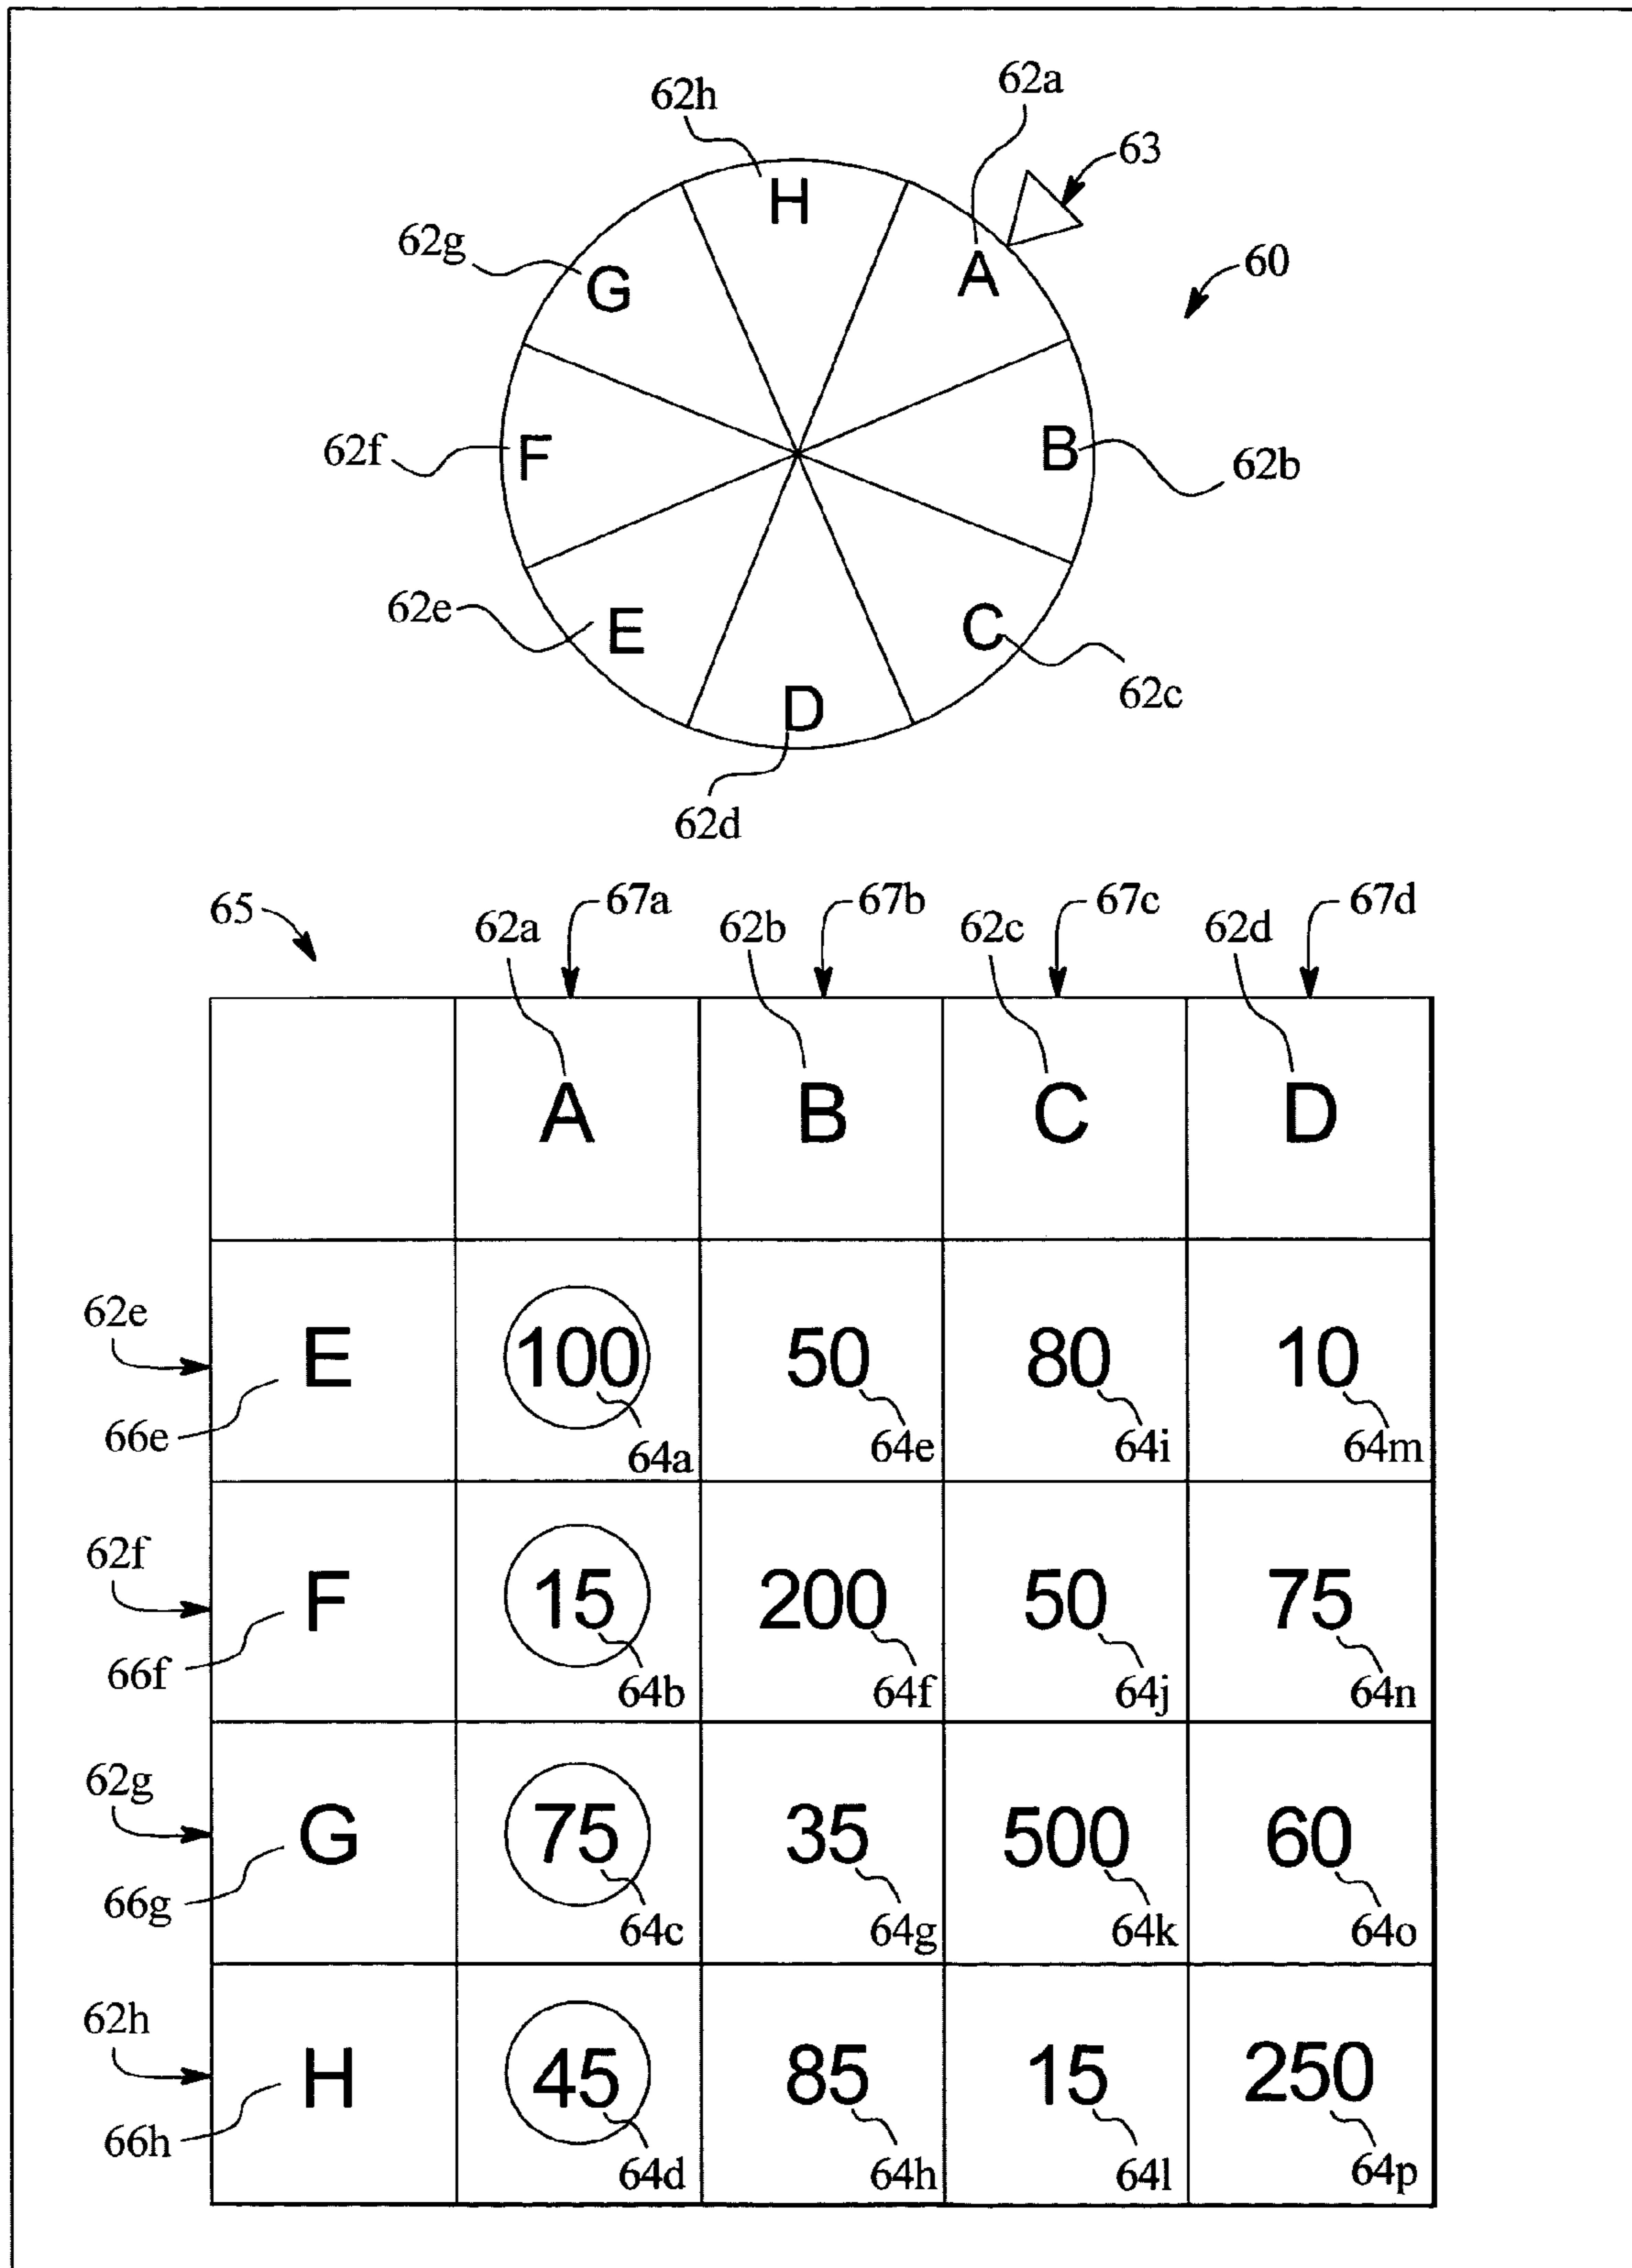 62h 62a
63
H
62g 60
G A
62f F B 62b
62e E C
62c
D
62d
65 62a 67a 62b 67b 62c 67c 62d 67d
A B C D
62e E 100 50 80 10
66e 64a 64e 64i 64m
62f F 15 200 50 75
66f 64b 64f 64j 64n
62g G 75 35 500 60
66g 64c 64g 64k 64o
62h H 45 85 15 250
66h 64d 64h 64l 64p